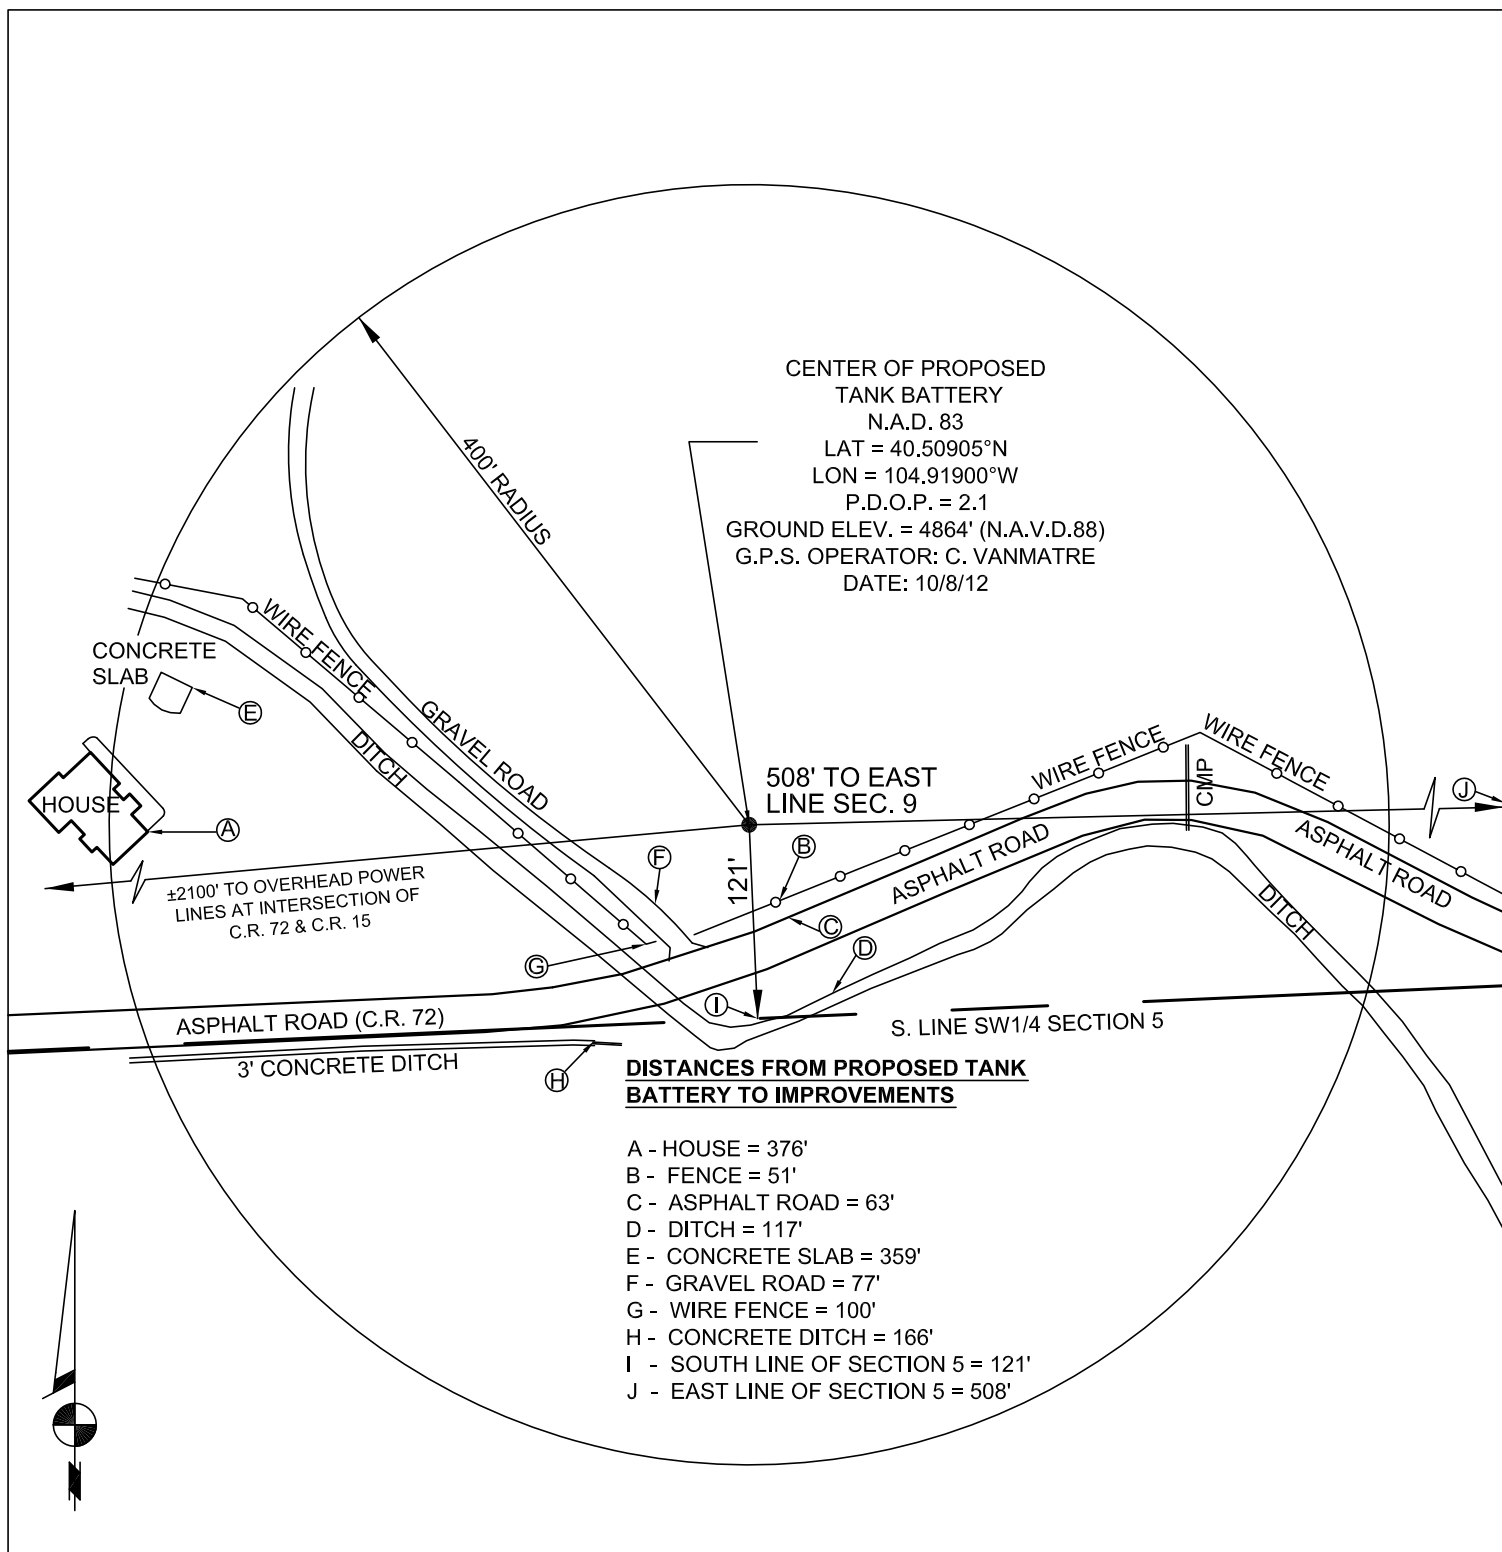 CENTER OF PROPOSED
TANK BATTERY
N.A.D. 83
LAT = 40.50905°N
LON = 104.91900°W
P.D.O.P. = 2.1
GROUND ELEV. = 4864' (N.A.V.D.88)
G.P.S. OPERATOR: C. VANMATRE
DATE: 10/8/12
400' RADIUS
WIRE FENCE
CONCRETE
SLAB
E
GRAVEL ROAD
DITCH
HOUSE
A
508' TO EAST
LINE SEC. 9
WIRE FENCE
WIRE FENCE
CMP
J
121'
F
B
ASPHALT ROAD
ASPHALT ROAD
±2100' TO OVERHEAD POWER
LINES AT INTERSECTION OF
C.R. 72 & C.R. 15
C
D
DITCH
G
I
ASPHALT ROAD (C.R. 72)
S. LINE SW1/4 SECTION 5
3' CONCRETE DITCH
H
DISTANCES FROM PROPOSED TANK
BATTERY TO IMPROVEMENTS
A - HOUSE = 376'
B - FENCE = 51'
C - ASPHALT ROAD = 63'
D - DITCH = 117'
E - CONCRETE SLAB = 359'
F - GRAVEL ROAD = 77'
G - WIRE FENCE = 100'
H - CONCRETE DITCH = 166'
I - SOUTH LINE OF SECTION 5 = 121'
J - EAST LINE OF SECTION 5 = 508'
N